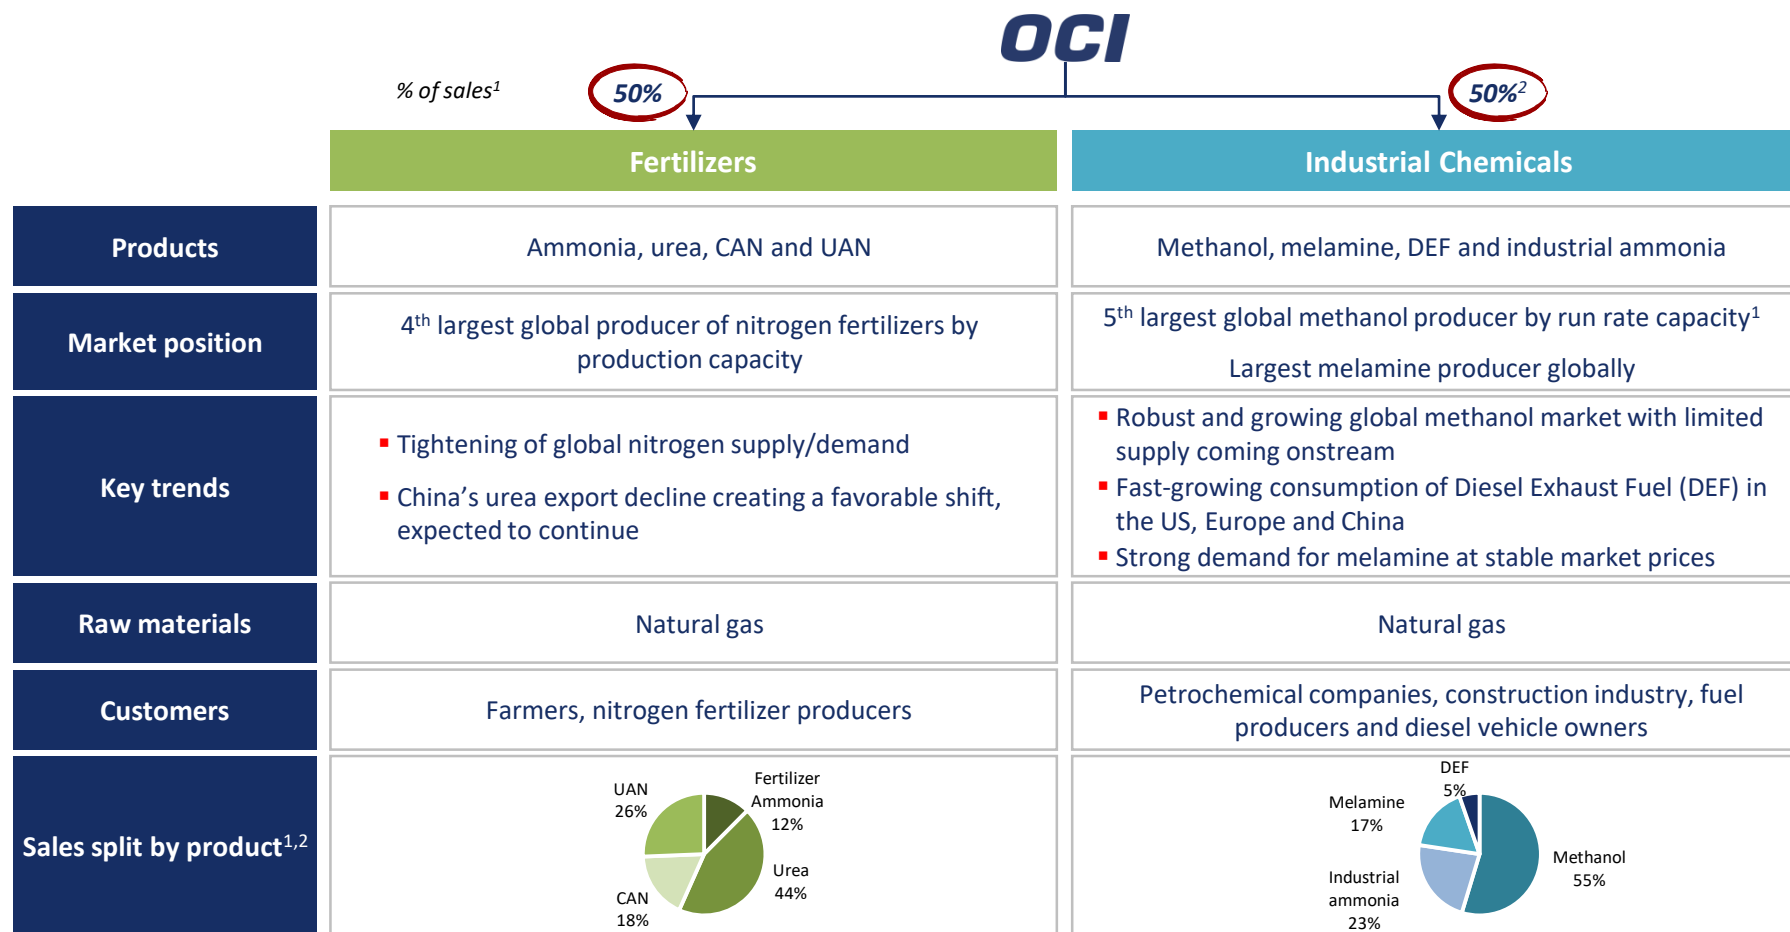 OCI
% of sales1
50%
50%2
Fertilizers
Industrial Chemicals
Products
Ammonia, urea, CAN and UAN
Methanol, melamine, DEF and industrial ammonia
Market position
4th largest global producer of nitrogen fertilizers by
production capacity
5th largest global methanol producer by run rate capacity1
Largest melamine producer globally
Key trends
▪ Tightening of global nitrogen supply/demand
▪ China’s urea export decline creating a favorable shift,
expected to continue
▪ Robust and growing global methanol market with limited
supply coming onstream
▪ Fast-growing consumption of Diesel Exhaust Fuel (DEF) in
the US, Europe and China
▪ Strong demand for melamine at stable market prices
Raw materials
Natural gas
Natural gas
Customers
Farmers, nitrogen fertilizer producers
Petrochemical companies, construction industry, fuel
producers and diesel vehicle owners
Sales split by product1,2
UAN
26%
Fertilizer
Ammonia
12%
Urea
44%
CAN
18%
DEF
5%
Melamine
17%
Methanol
55%
Industrial
ammonia
23%